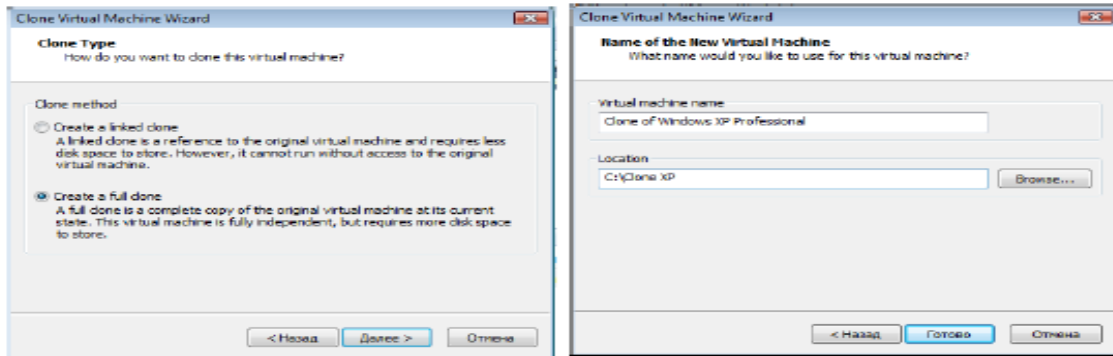 Clone Virtual Machine Wizard
Clone Type
How do you want to clone this virtual machine?
Clone method
Create a linked clone
A linked clone is a reference to the original virtual machine and requires less
disk space to store. However, it cannot run without access to the original
virtual machine.
Create a full clone
A full clone is a complete copy of the original virtual machine at its current
state. This virtual machine is fully independent, but requires more disk space
to store.
< Назад
Далее >
Отмена
Clone Virtual Machine Wizard
Name of the New Virtual Machine
What name would you like to use for this virtual machine?
Virtual machine name
Clone of Windows XP Professional
Location
C:\Clone XP
Browse...
< Назад
Готово
Отмена